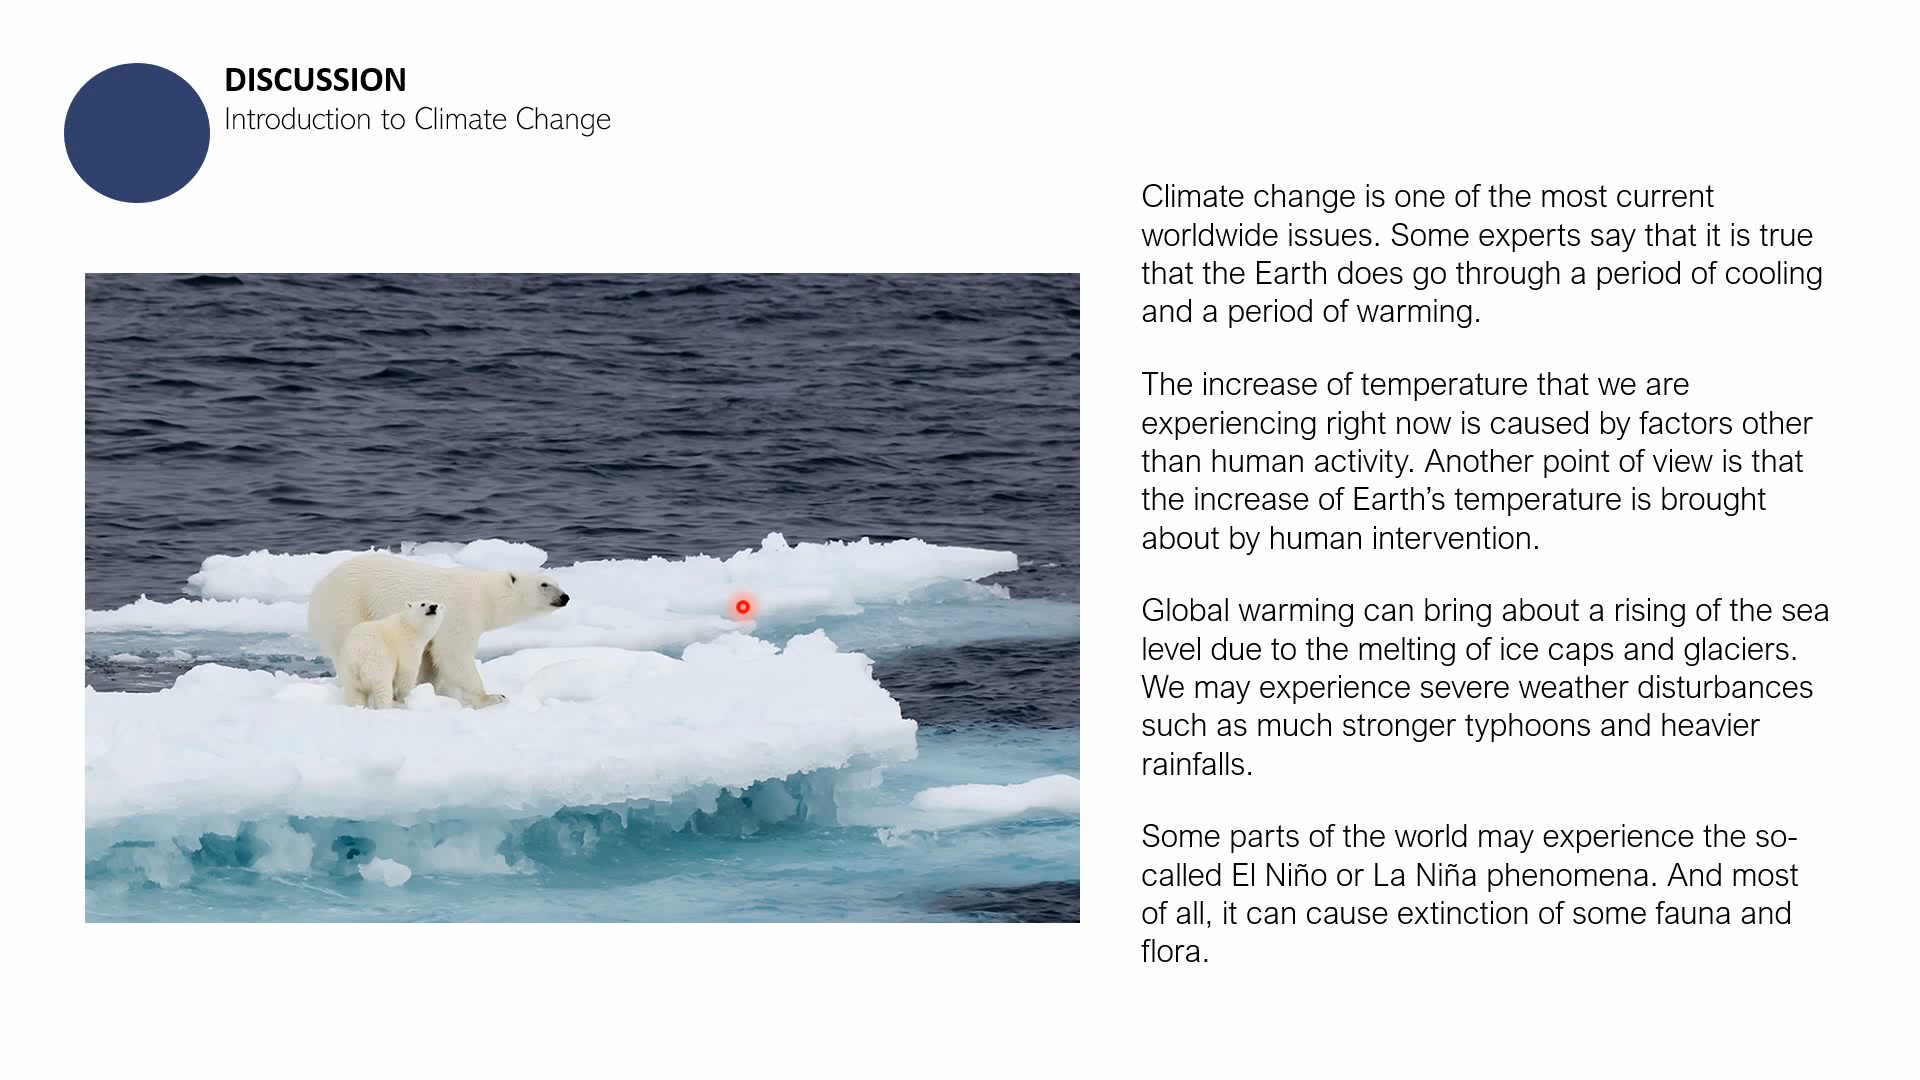 DISCUSSION
Introduction to Climate Change
Climate change is one of the most current
worldwide issues. Some experts say that it is true
that the Earth does go through a period of cooling
and a period of warming.
The increase of temperature that we are
experiencing right now is caused by factors other
than human activity. Another point of view is that
the increase of Earth’s temperature is brought
about by human intervention.
Global warming can bring about a rising of the sea
level due to the melting of ice caps and glaciers.
We may experience severe weather disturbances
such as much stronger typhoons and heavier
rainfalls.
Some parts of the world may experience the so-
called El Niño or La Niña phenomena. And most
of all, it can cause extinction of some fauna and
flora.